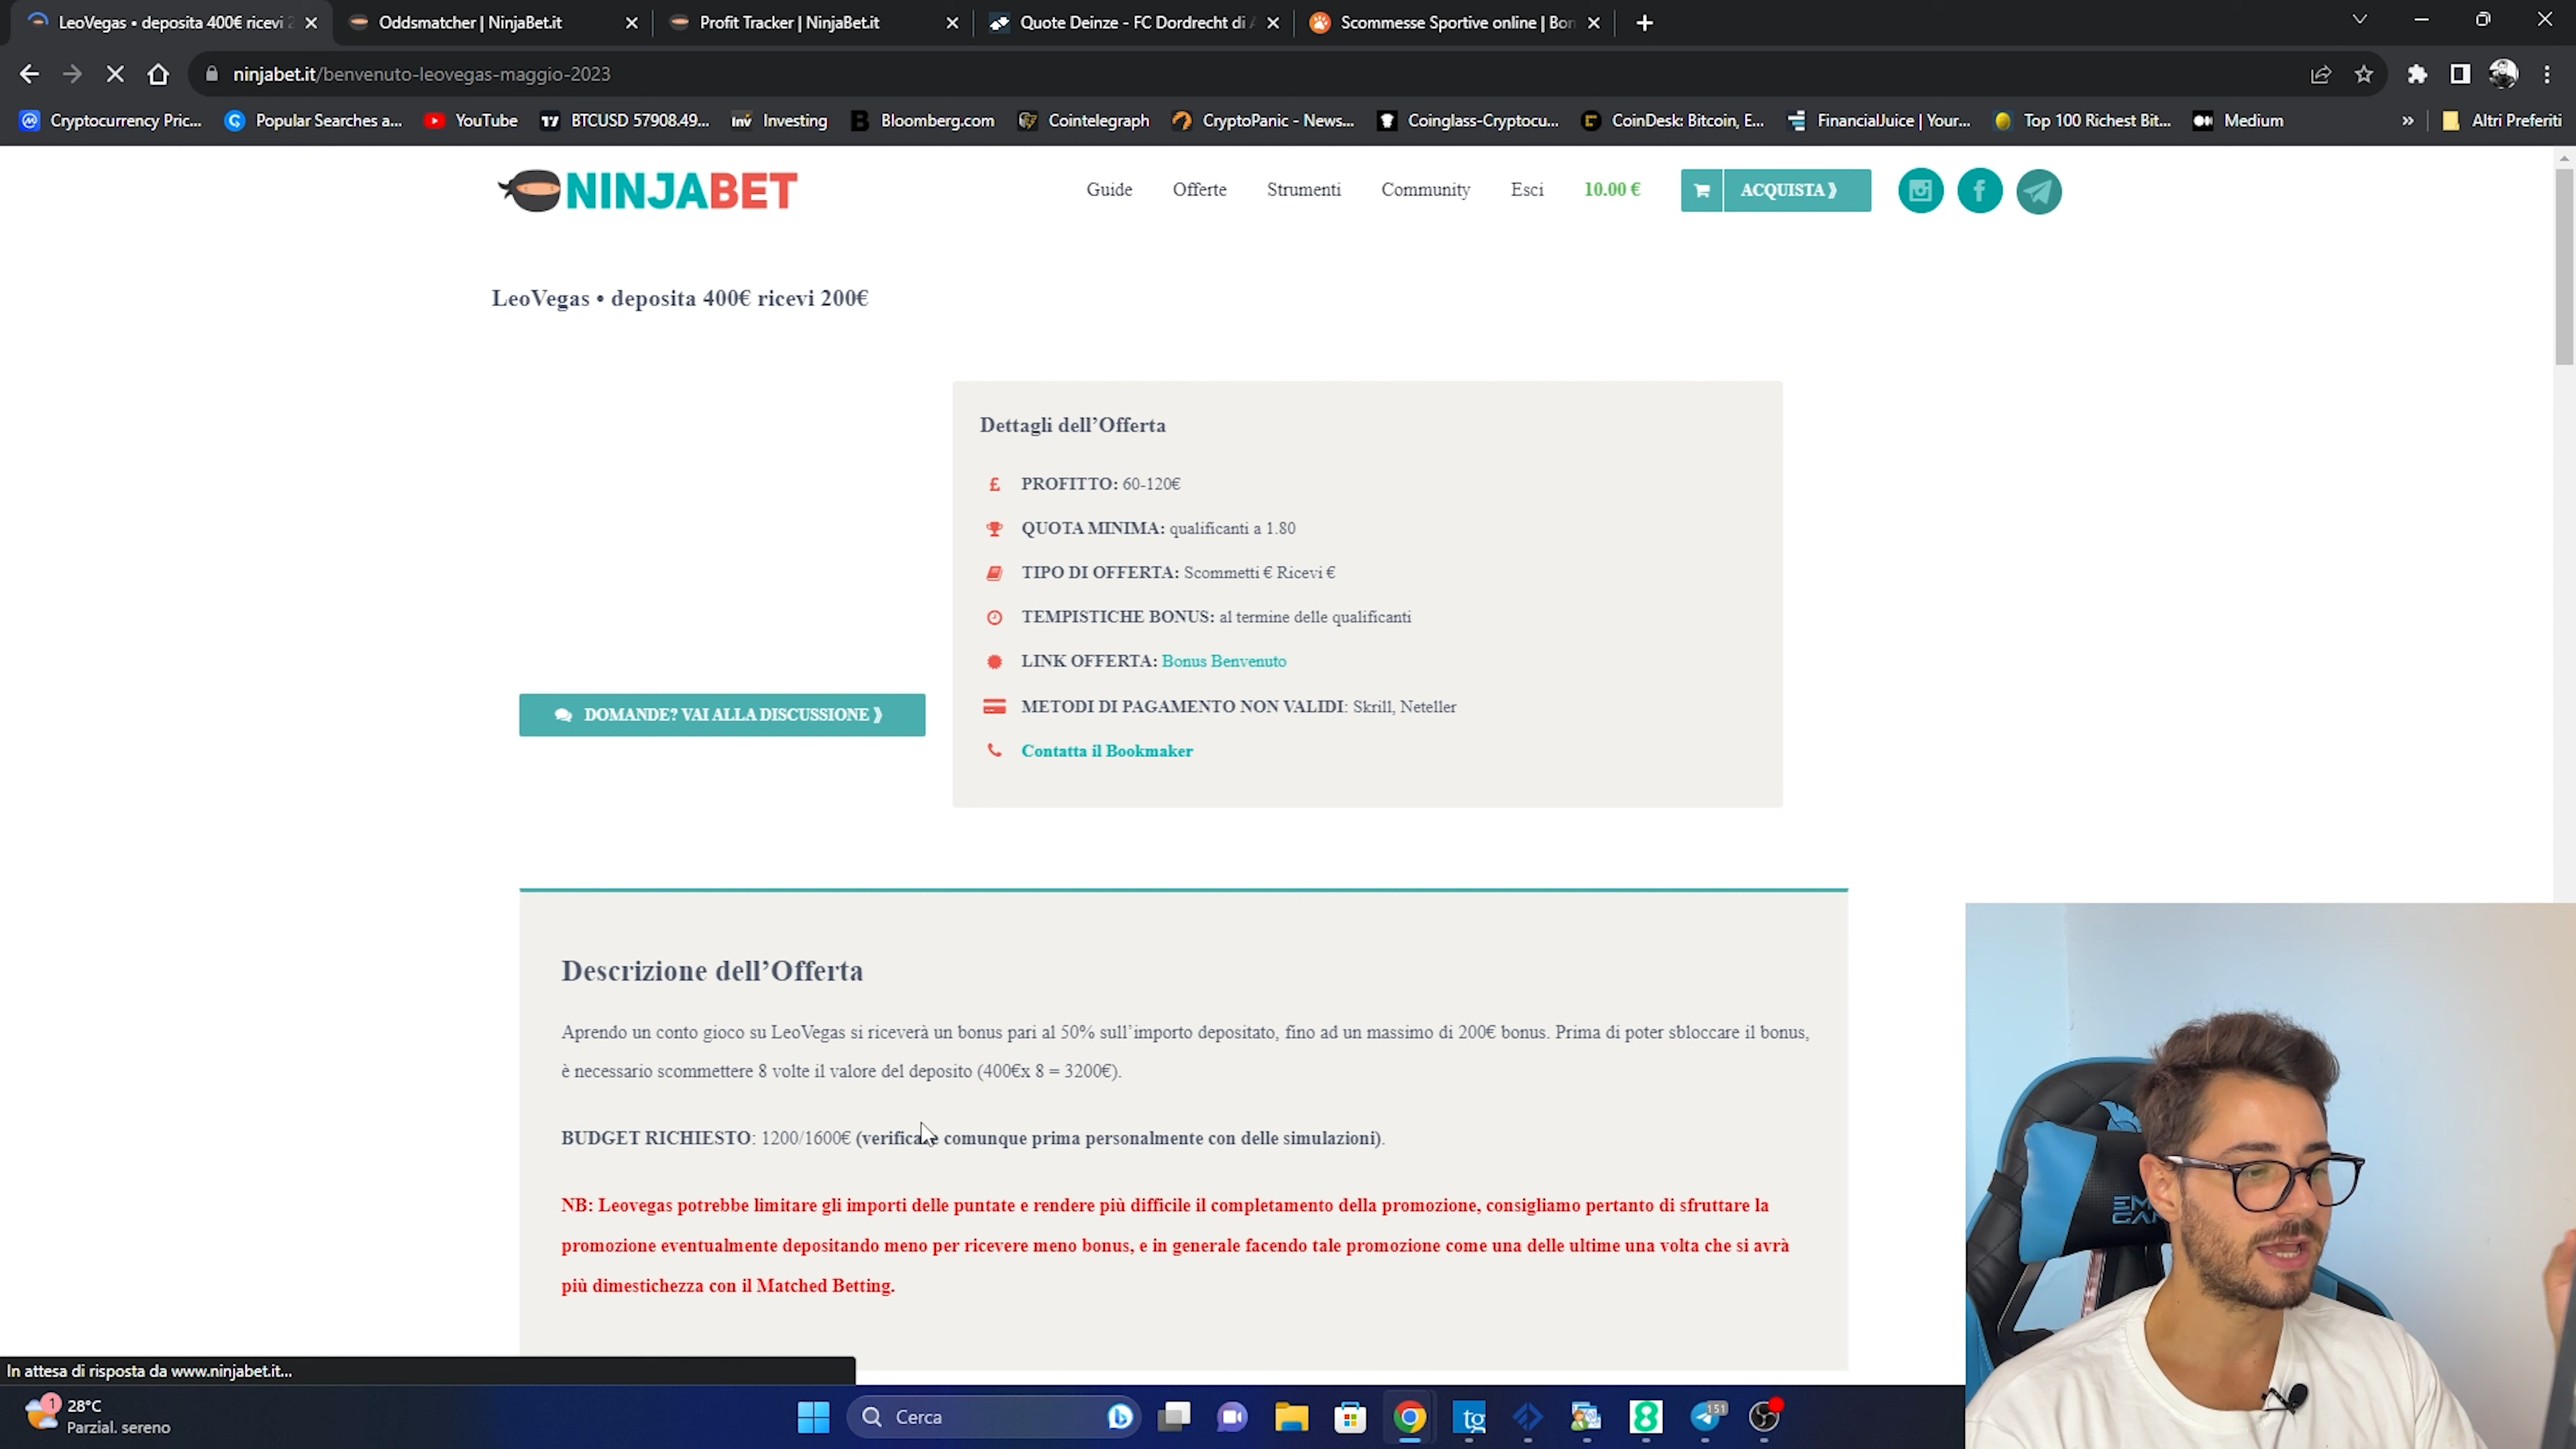 LeoVegas • deposita 400€ ricevi 2
Oddsmatcher | NinjaBet.it
Profit Tracker | NinjaBet.it
Quote Deinze - FC Dordrecht di
Scommesse Sportive online | Bon
ninjabet.it/benvenuto-leovegas-maggio-2023
Cryptocurrency Pric...
Popular Searches a...
YouTube
BTCUSD 57908.49...
Inv Investing
Bloomberg.com
Cointelegraph
CryptoPanic - News...
Coinglass-Cryptocu...
CoinDesk: Bitcoin, E...
FinancialJuice | Your...
Top 100 Richest Bit...
Medium
»
Altri Preferiti
NINJABET
Guide
Offerte
Strumenti
Community
Esci
10.00 €
ACQUISTA ⟫
LeoVegas • deposita 400€ ricevi 200€
Dettagli dell’Offerta
£ PROFITTO: 60-120€
QUOTA MINIMA: qualificanti a 1.80
TIPO DI OFFERTA: Scommetti € Ricevi €
TEMPISTICHE BONUS: al termine delle qualificanti
LINK OFFERTA: Bonus Benvenuto
METODI DI PAGAMENTO NON VALIDI: Skrill, Neteller
Contatta il Bookmaker
DOMANDE? VAI ALLA DISCUSSIONE ⟫
Descrizione dell’Offerta
Aprendo un conto gioco su LeoVegas si riceverà un bonus pari al 50% sull’importo depositato, fino ad un massimo di 200€ bonus. Prima di poter sbloccare il bonus,
è necessario scommettere 8 volte il valore del deposito (400€x 8 = 3200€).
BUDGET RICHIESTO: 1200/1600€ (verificare comunque prima personalmente con delle simulazioni).
NB: Leovegas potrebbe limitare gli importi delle puntate e rendere più difficile il completamento della promozione, consigliamo pertanto di sfruttare la
promozione eventualmente depositando meno per ricevere meno bonus, e in generale facendo tale promozione come una delle ultime una volta che si avrà
più dimestichezza con il Matched Betting.
In attesa di risposta da www.ninjabet.it...
1
28°C
Parzial. sereno
Cerca
tg
8
151